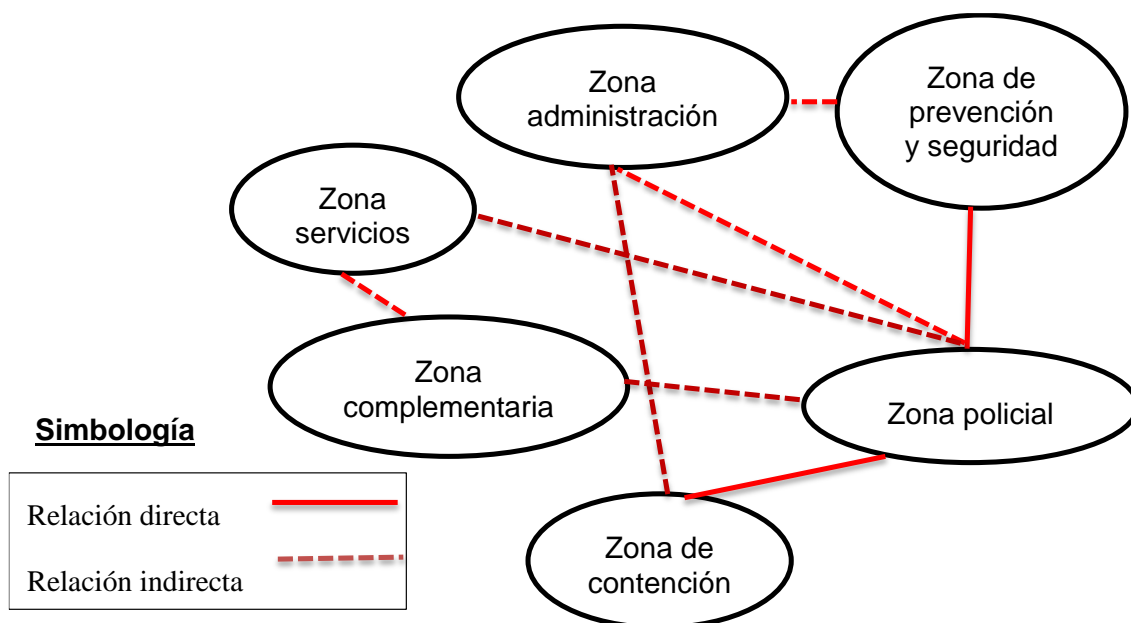 Zona
administración
Zona de
prevención
y seguridad
Zona
servicios
Zona
complementaria
Zona policial
Zona de
contención
Simbología
Relación directa
Relación indirecta